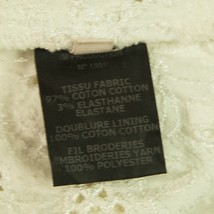 TISSU FABRIC
97% COTON COTTON
3% ELASTHANNE
ELASTANE
DOUBLURE LINING
100% COTON COTTON
FIL BRODERIES
EMBROIDERIES YARN
100% POLYESTER